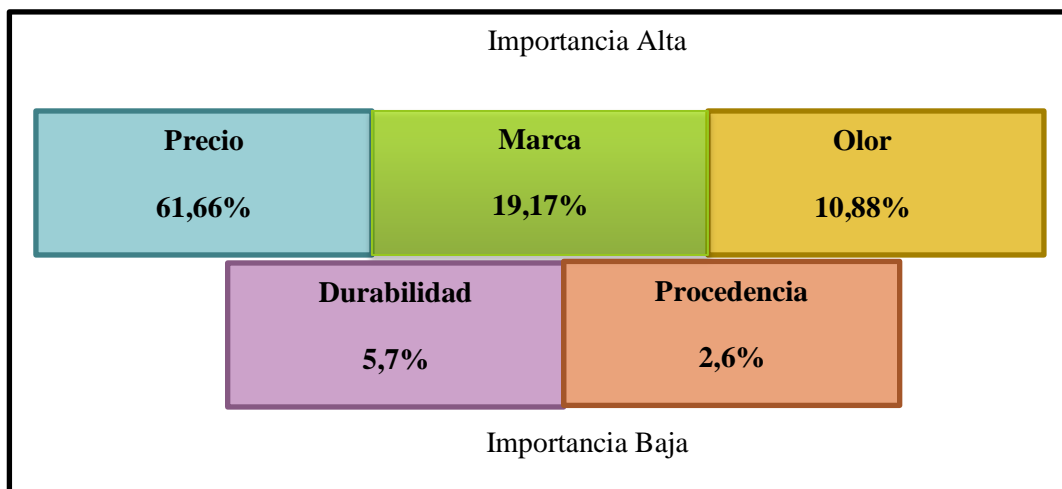 Importancia Alta
Precio
61,66%
Marca
19,17%
Olor
10,88%
Durabilidad
5,7%
Procedencia
2,6%
Importancia Baja